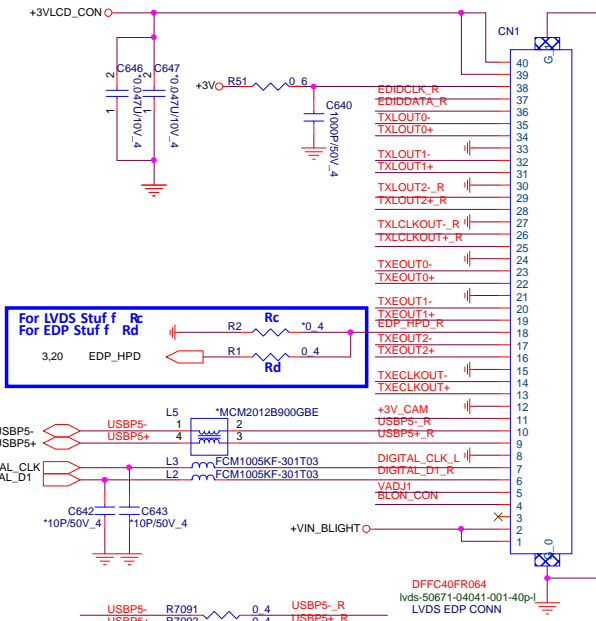 +3VLCD_CON
CN1
G_1
C646
C647
2
2
*0.047U/10V_4
*0.047U/10V_4
1
1
+3V
R51
0_6
C640
1000P/50V_4
40
39
38
EDIDCLK_R
37
EDIDDATA_R
36
TXLOUT0-
35
TXLOUT0+
34
33
TXLOUT1-
32
TXLOUT1+
31
30
TXLOUT2-_R
29
TXLOUT2+_R
28
27
TXLCLKOUT-_R
26
TXLCLKOUT+_R
25
24
TXEOUT0-
23
TXEOUT0+
22
21
TXEOUT1-
20
TXEOUT1+
19
EDP_HPD_R
18
TXEOUT2-
17
TXEOUT2+
16
15
TXECLKOUT-
14
TXECLKOUT+
13
12
+3V_CAM
11
USBP5-_R
10
USBP5+_R
9
8
DIGITAL_CLK_L
7
DIGITAL_D1_R
6
VADJ1
5
BLON_CON
4
3
2
1
G_0
For LVDS Stuff Rc
For EDP Stuff Rd
Rc
R2
*0_4
3,20
EDP_HPD
R1
0_4
Rd
L5
*MCM2012B900GBE
USBP5-
USBP5-
1
2
USBP5+
USBP5+
4
3
AL_CLK
L3
FCM1005KF-301T03
AL_D1
L2
FCM1005KF-301T03
C642
C643
*10P/50V_4
*10P/50V_4
+VIN_BLIGHT
DFFC40FR064
lvds-50671-04041-001-40p-l
LVDS EDP CONN
USBP5-
R7091
0_4
USBP5-_R
USBP5+
R7092
0_4
USBP5+_R